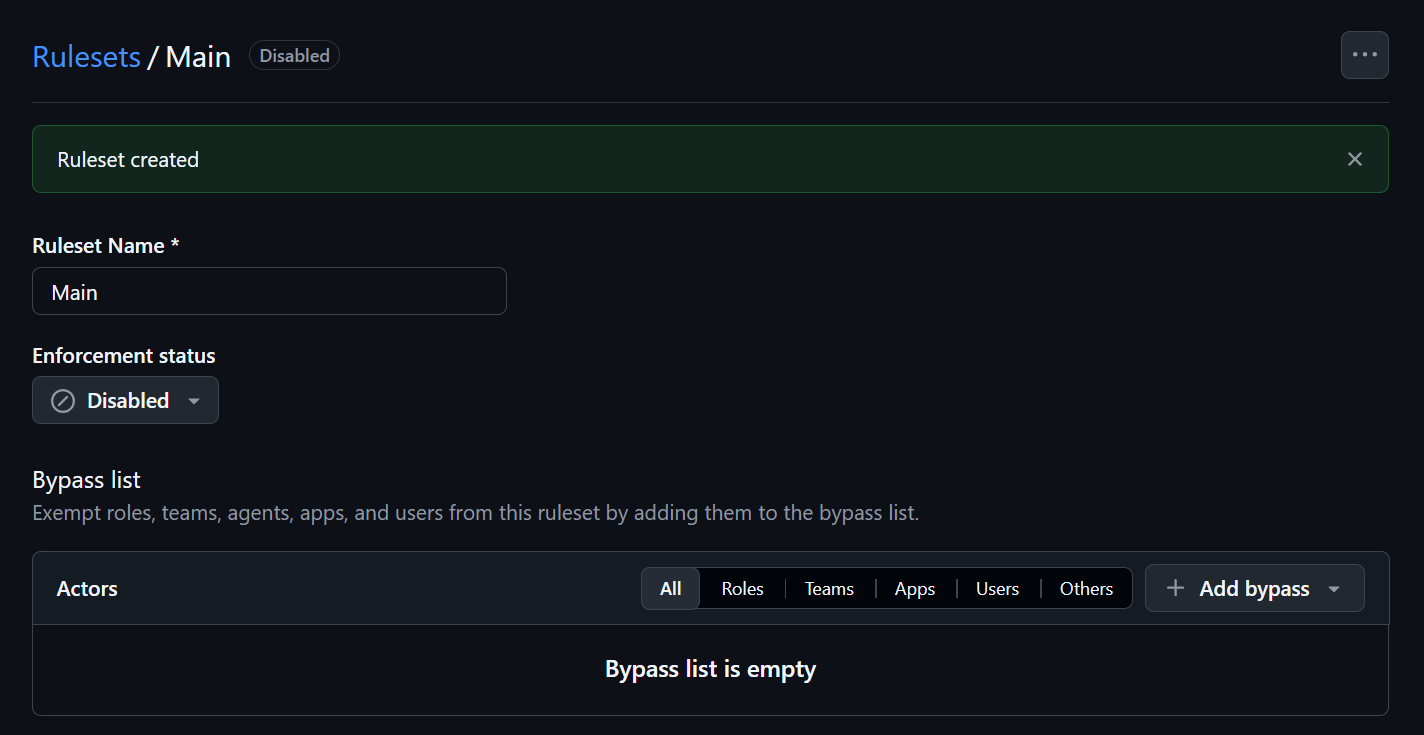 Rulesets / Main Disabled
Ruleset created
Ruleset Name *
Main
Enforcement status
Disabled
Bypass list
Exempt roles, teams, agents, apps, and users from this ruleset by adding them to the bypass list.
Actors All Roles Teams Apps Users Others Add bypass
Bypass list is empty